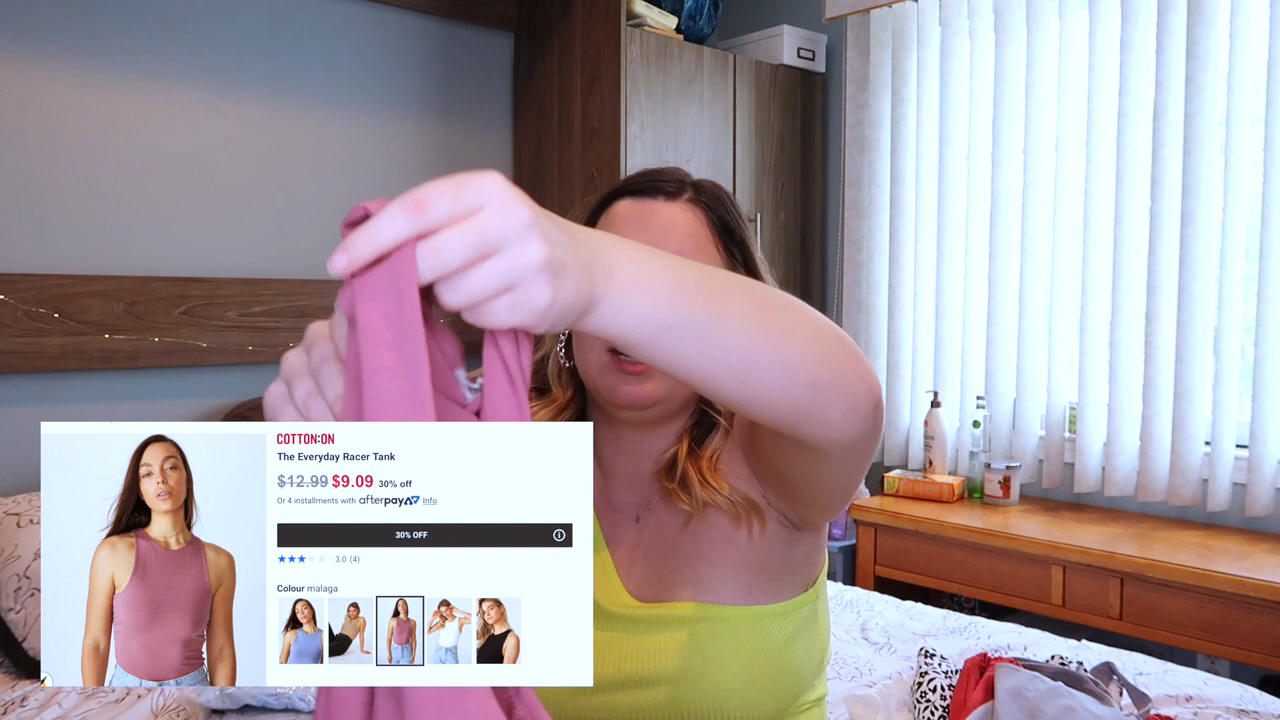 COTTON:ON
The Everyday Racer Tank
$12.99 $9.09 30% off
Or 4 installments with afterpay Info
30% OFF
3.0 (4)
Colour malaga